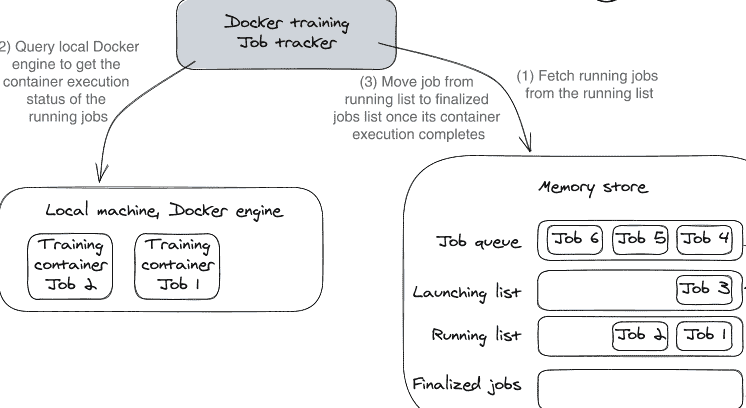 Docker training
Job tracker
2) Query local Docker
engine to get the
container execution
status of the
running jobs
(3) Move job from
running list to finalized
jobs list once its container
execution completes
(1) Fetch running jobs
from the running list
Local machine, Docker engine
Training
container
Job 2
Training
container
Job 1
Memory store
Job queue
Job 6
Job 5
Job 4
Launching list
Job 3
Running list
Job 2
Job 1
Finalized jobs